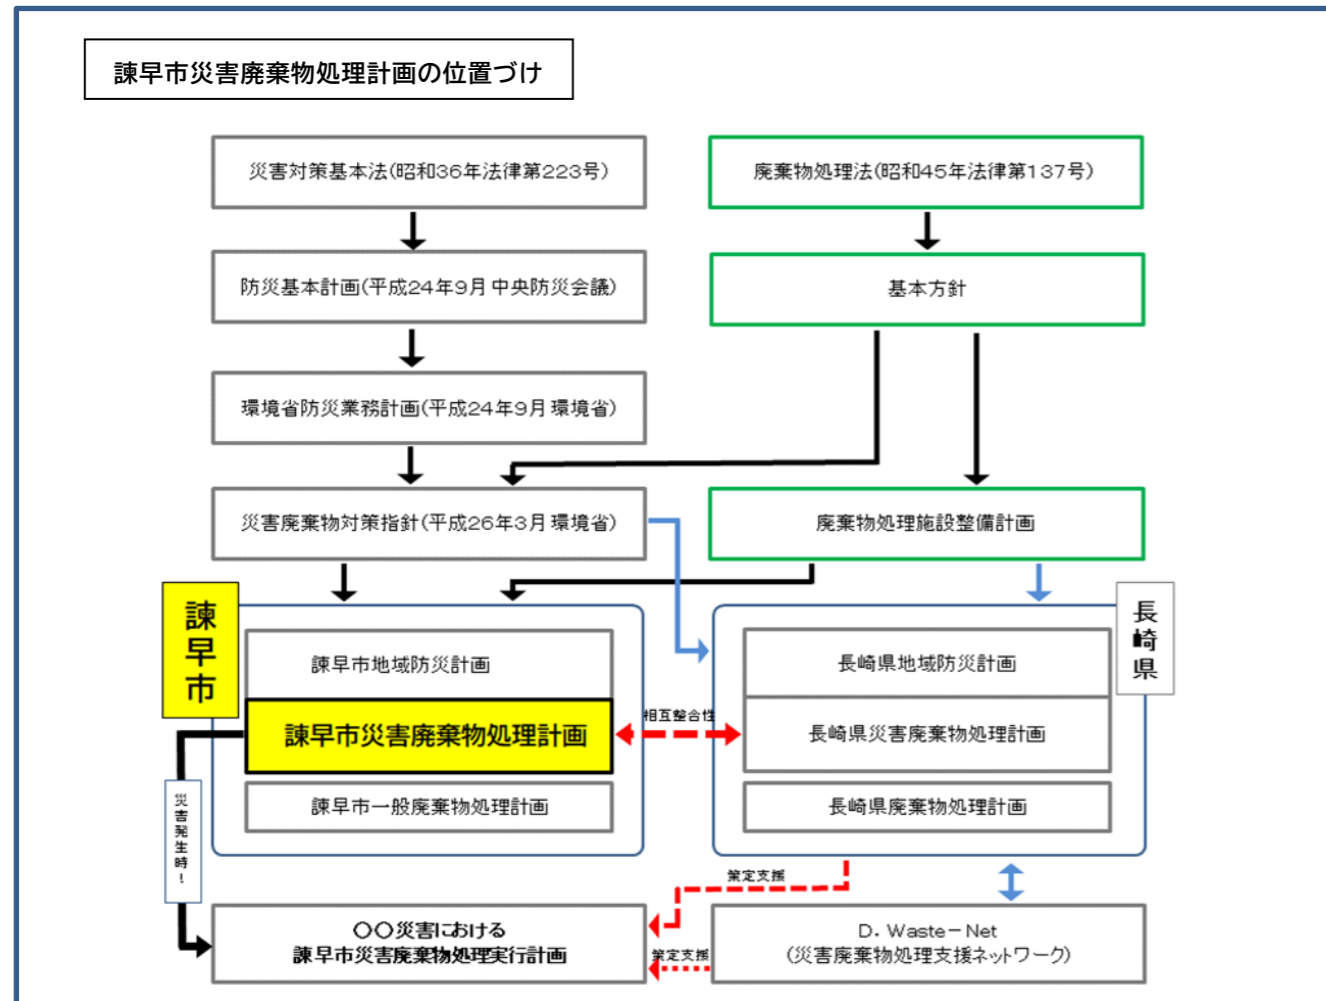 諫早市災害廃棄物処理計画の位置づけ
災害対策基本法(昭和36年法律第223号)
廃棄物処理法(昭和45年法律第137号)
防災基本計画(平成24年9月中央防災会議)
基本方針
環境省防災業務計画(平成24年9月環境省)
災害廃棄物対策指針(平成26年3月環境省)
廃棄物処理施設整備計画
諫早市
長崎県
諫早市地域防災計画
長崎県地域防災計画
相互整合性
諫早市災害廃棄物処理計画
長崎県災害廃棄物処理計画
諫早市一般廃棄物処理計画
長崎県廃棄物処理計画
災害発生時!
策定支援
〇〇災害における
諫早市災害廃棄物処理実行計画
策定支援
D.Waste-Net
(災害廃棄物処理支援ネットワーク)